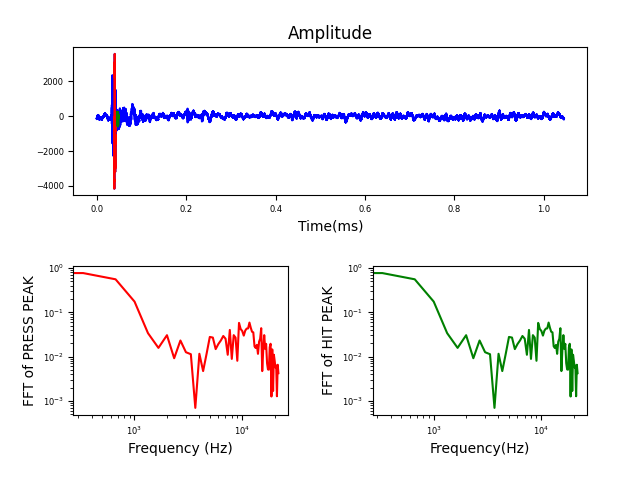 Amplitude
2000
0
−2000
−4000
0.0 0.2 0.4 0.6 0.8 1.0
Time(ms)
FFT of PRESS PEAK
10⁰
10⁻¹
10⁻²
10⁻³
10³ 10⁴
Frequency (Hz)
FFT of HIT PEAK
10⁰
10⁻¹
10⁻²
10⁻³
10³ 10⁴
Frequency(Hz)